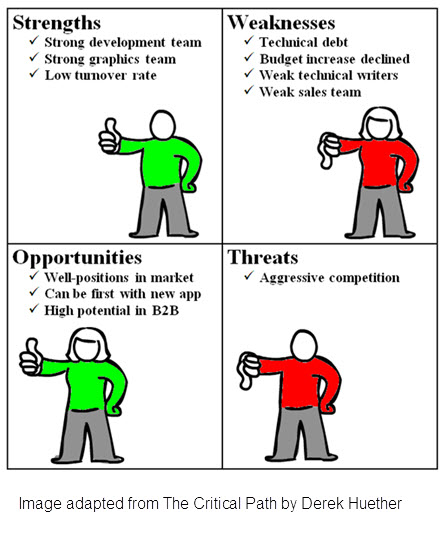 Strengths
✓ Strong development team
✓ Strong graphics team
✓ Low turnover rate
Weaknesses
✓ Technical debt
✓ Budget increase declined
✓ Weak technical writers
✓ Weak sales team
Opportunities
✓ Well-positions in market
✓ Can be first with new app
✓ High potential in B2B
Threats
✓ Aggressive competition
Image adapted from The Critical Path by Derek Huether